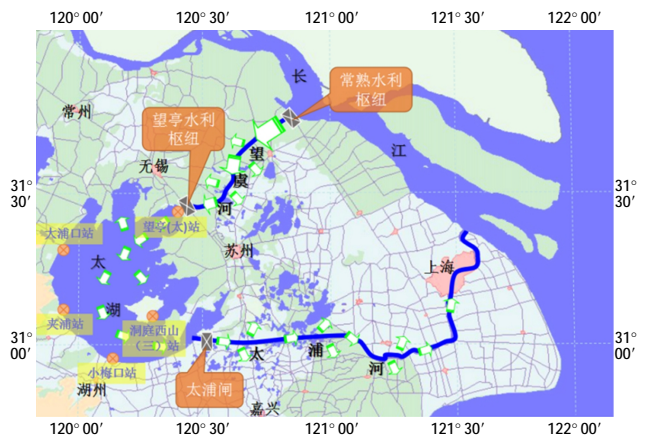 120° 00′ 120° 30′ 121° 00′ 121° 30′ 122° 00′
长
常熟水利
枢纽
常州
望亭水利
枢纽
江
望
无锡
虞
31°
30′
31°
30′
河
望亭(太)站
大浦口站
苏州
太
上海
湖
夹浦站
洞庭西山
(三)站
31°
00′
31°
00′
太
浦
河
小梅口站
太浦闸
湖州
嘉兴
120° 00′ 120° 30′ 121° 00′ 121° 30′ 122° 00′